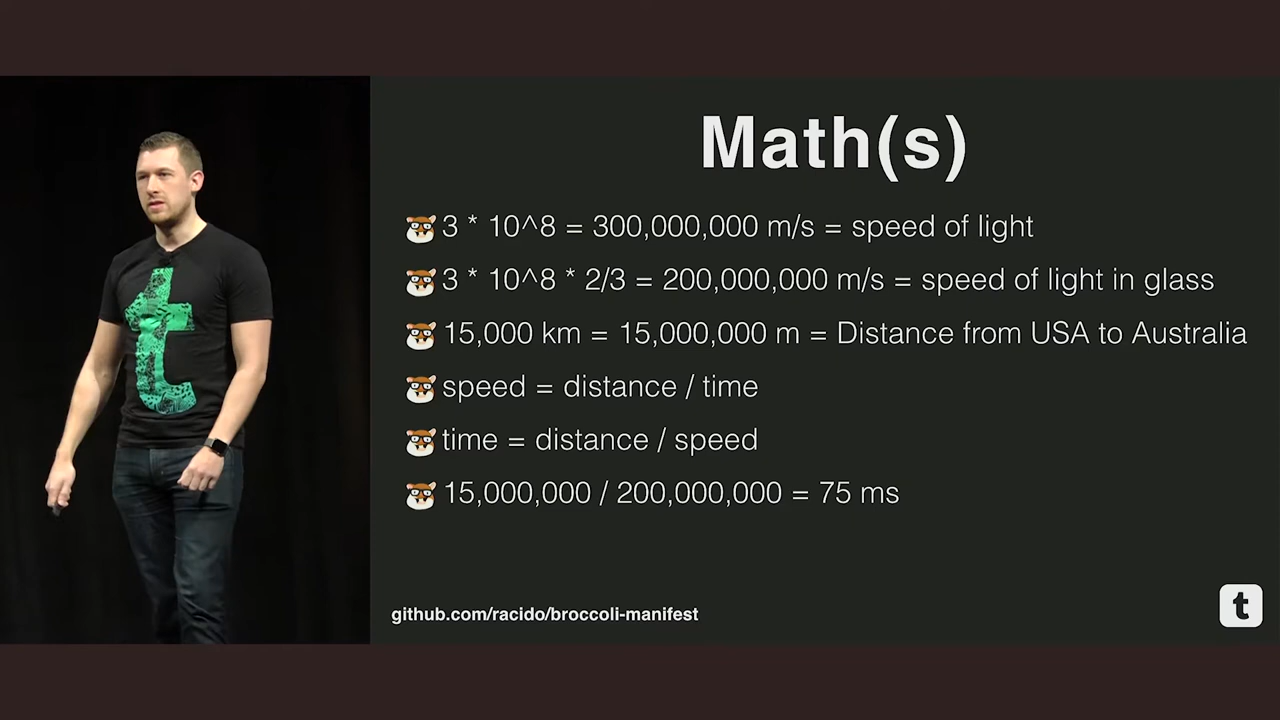 Math(s)
3 * 10^8 = 300,000,000 m/s = speed of light
3 * 10^8 * 2/3 = 200,000,000 m/s = speed of light in glass
15,000 km = 15,000,000 m = Distance from USA to Australia
speed = distance / time
time = distance / speed
15,000,000 / 200,000,000 = 75 ms
github.com/racido/broccoli-manifest
t
t